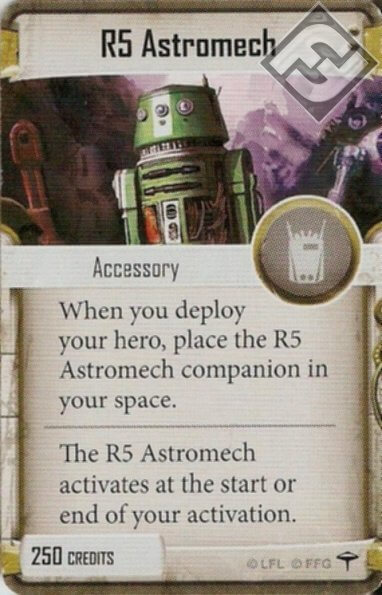 R5 Astromech
Accessory
When you deploy
your hero, place the R5
Astromech companion in
your space.
The R5 Astromech
activates at the start or
end of your activation.
250 CREDITS
© LFL © FFG